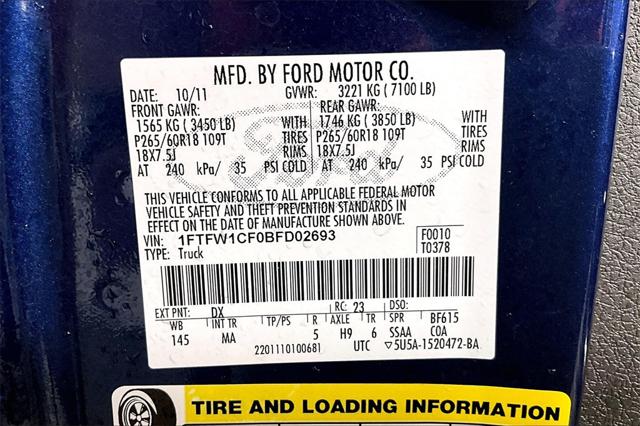 MFD. BY FORD MOTOR CO.
DATE: 10/11 GVWR: 3221 KG ( 7100 LB)
FRONT GAWR: REAR GAWR:
1565 KG ( 3450 LB) WITH 1746 KG ( 3850 LB) WITH
P265/60R18 109T TIRES P265/60R18 109T TIRES
18X7.5J RIMS 18X7.5J RIMS
AT 240 kPa/ 35 PSI COLD AT 240 kPa/ 35 PSI COLD
THIS VEHICLE CONFORMS TO ALL APPLICABLE FEDERAL MOTOR
VEHICLE SAFETY AND THEFT PREVENTION STANDARDS IN
EFFECT ON THE DATE OF MANUFACTURE SHOWN ABOVE.
VIN: 1FTFW1CF0BFD02693 F0010
TYPE: Truck T0378
EXT PNT: DX RC: 23 DSO:
WB INT TR TP/PS R AXLE TR SPR BF615
145 MA 5 H9 6 SSAA COA
2201110100681 UTC ▽5U5A-1520472-BA
TIRE AND LOADING INFORMATION